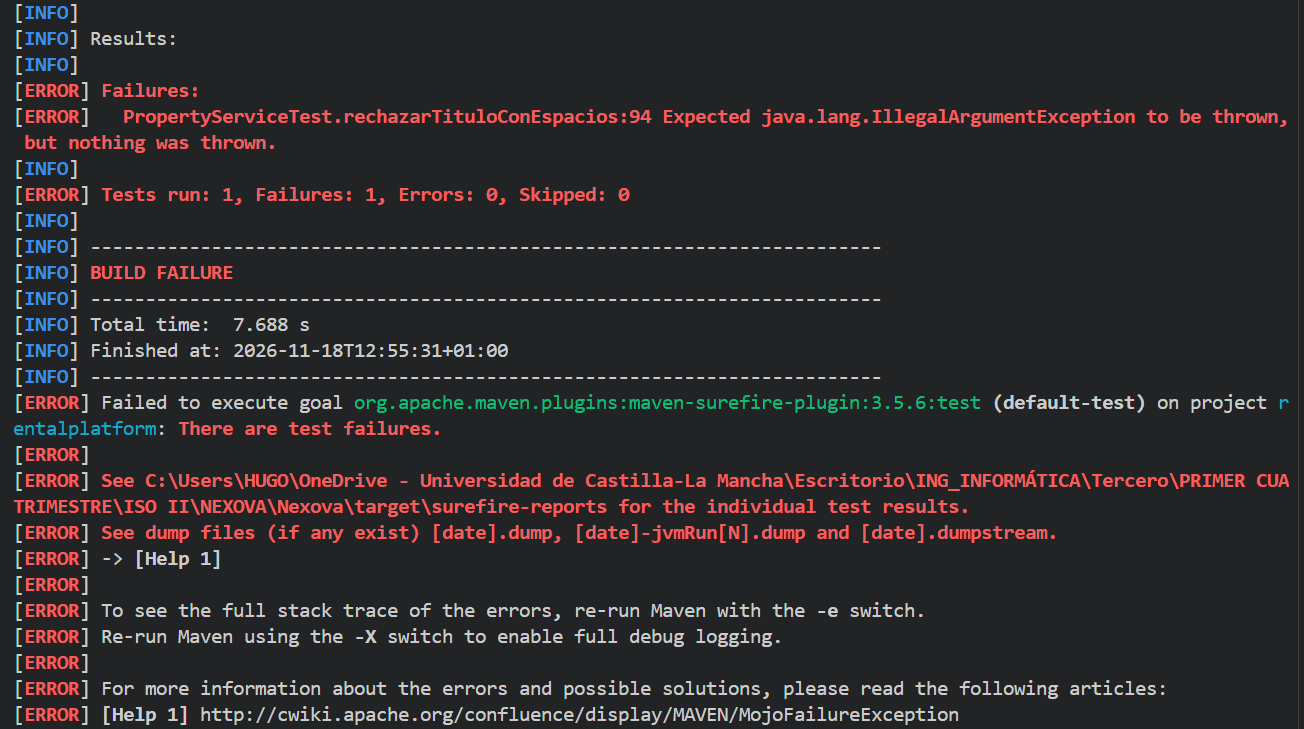 [INFO]
[INFO] Results:
[INFO]
[ERROR] Failures:
[ERROR]   PropertyServiceTest.rechazarTituloConEspacios:94 Expected java.lang.IllegalArgumentException to be thrown,
 but nothing was thrown.
[INFO]
[ERROR] Tests run: 1, Failures: 1, Errors: 0, Skipped: 0
[INFO]
[INFO] ------------------------------------------------------------------------
[INFO] BUILD FAILURE
[INFO] ------------------------------------------------------------------------
[INFO] Total time:  7.688 s
[INFO] Finished at: 2026-11-18T12:55:31+01:00
[INFO] ------------------------------------------------------------------------
[ERROR] Failed to execute goal org.apache.maven.plugins:maven-surefire-plugin:3.5.6:test (default-test) on project r
entalplatform: There are test failures.
[ERROR]
[ERROR] See C:\Users\HUGO\OneDrive - Universidad de Castilla-La Mancha\Escritorio\ING_INFORMÁTICA\Tercero\PRIMER CUA
TRIMESTRE\ISO II\NEXOVA\Nexova\target\surefire-reports for the individual test results.
[ERROR] See dump files (if any exist) [date].dump, [date]-jvmRun[N].dump and [date].dumpstream.
[ERROR] -> [Help 1]
[ERROR]
[ERROR] To see the full stack trace of the errors, re-run Maven with the -e switch.
[ERROR] Re-run Maven using the -X switch to enable full debug logging.
[ERROR]
[ERROR] For more information about the errors and possible solutions, please read the following articles:
[ERROR] [Help 1] http://cwiki.apache.org/confluence/display/MAVEN/MojoFailureException